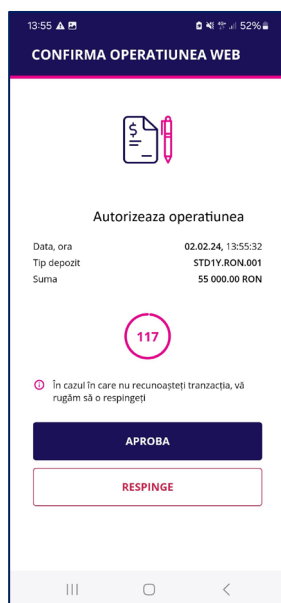 13:55 52%
CONFIRMA OPERATIUNEA WEB
$
Autorizeaza operatiunea
Data, ora 02.02.24, 13:55:32
Tip depozit STD1Y.RON.001
Suma 55 000.00 RON
117
În cazul în care nu recunoașteți tranzacția, vă
rugăm să o respingeți
APROBA
RESPINGE